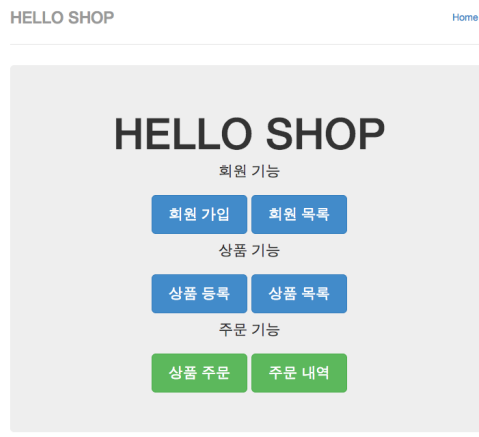 HELLO SHOP
Home
HELLO SHOP
회원 기능
회원 가입 회원 목록
상품 기능
상품 등록 상품 목록
주문 기능
상품 주문 주문 내역